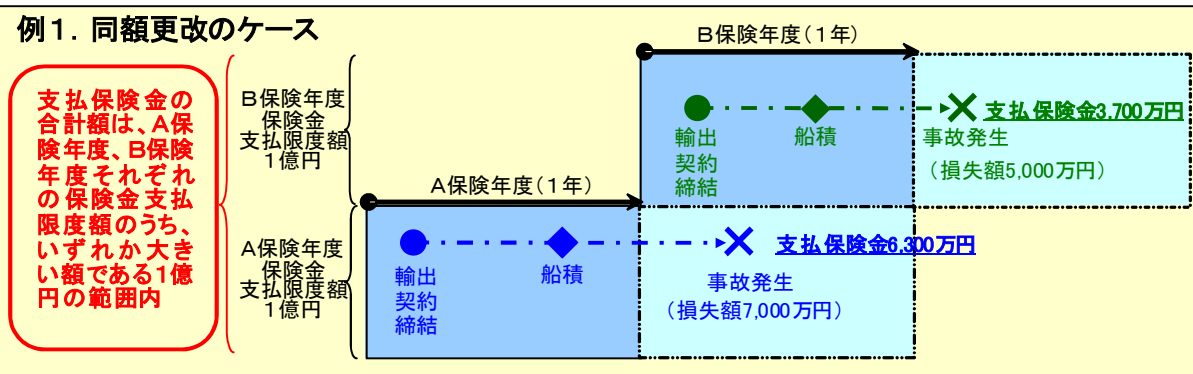 例1．同額更改のケース
支払保険金の
合計額は、A保
険年度、B保険
年度それぞれ
の保険金支払
限度額のうち、
いずれか大き
い額である1億
円の範囲内
B保険年度
保険金
支払限度額
1億円
A保険年度
保険金
支払限度額
1億円
B保険年度（1年）
輸出
契約
締結
船積
支払保険金3,700万円
事故発生
（損失額5,000万円）
A保険年度（1年）
輸出
契約
締結
船積
支払保険金6,300万円
事故発生
（損失額7,000万円）